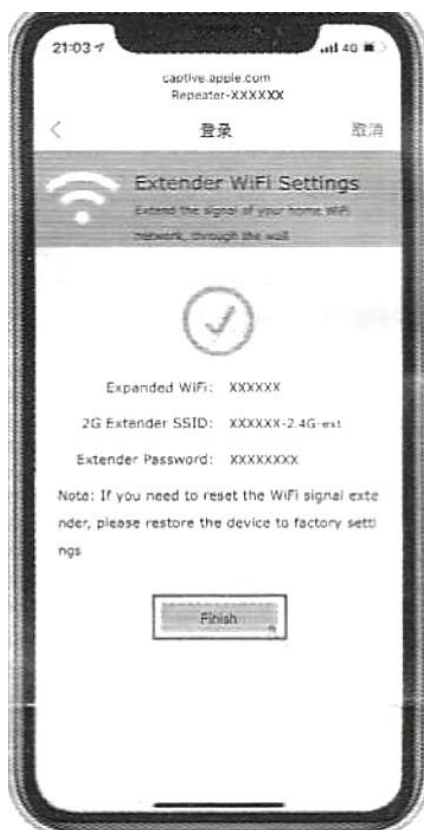 21:03
4G
captive.apple.com
Repeater-XXXXXX
登录
取消
Extender WiFi Settings
Extend the signal of your home WiFi
network, through the wall
Expanded WiFi: XXXXXX
2G Extender SSID: XXXXXX-2.4G-ext
Extender Password: XXXXXXXX
Note: If you need to reset the WiFi signal exte
nder, please restore the device to factory setti
ngs
Finish